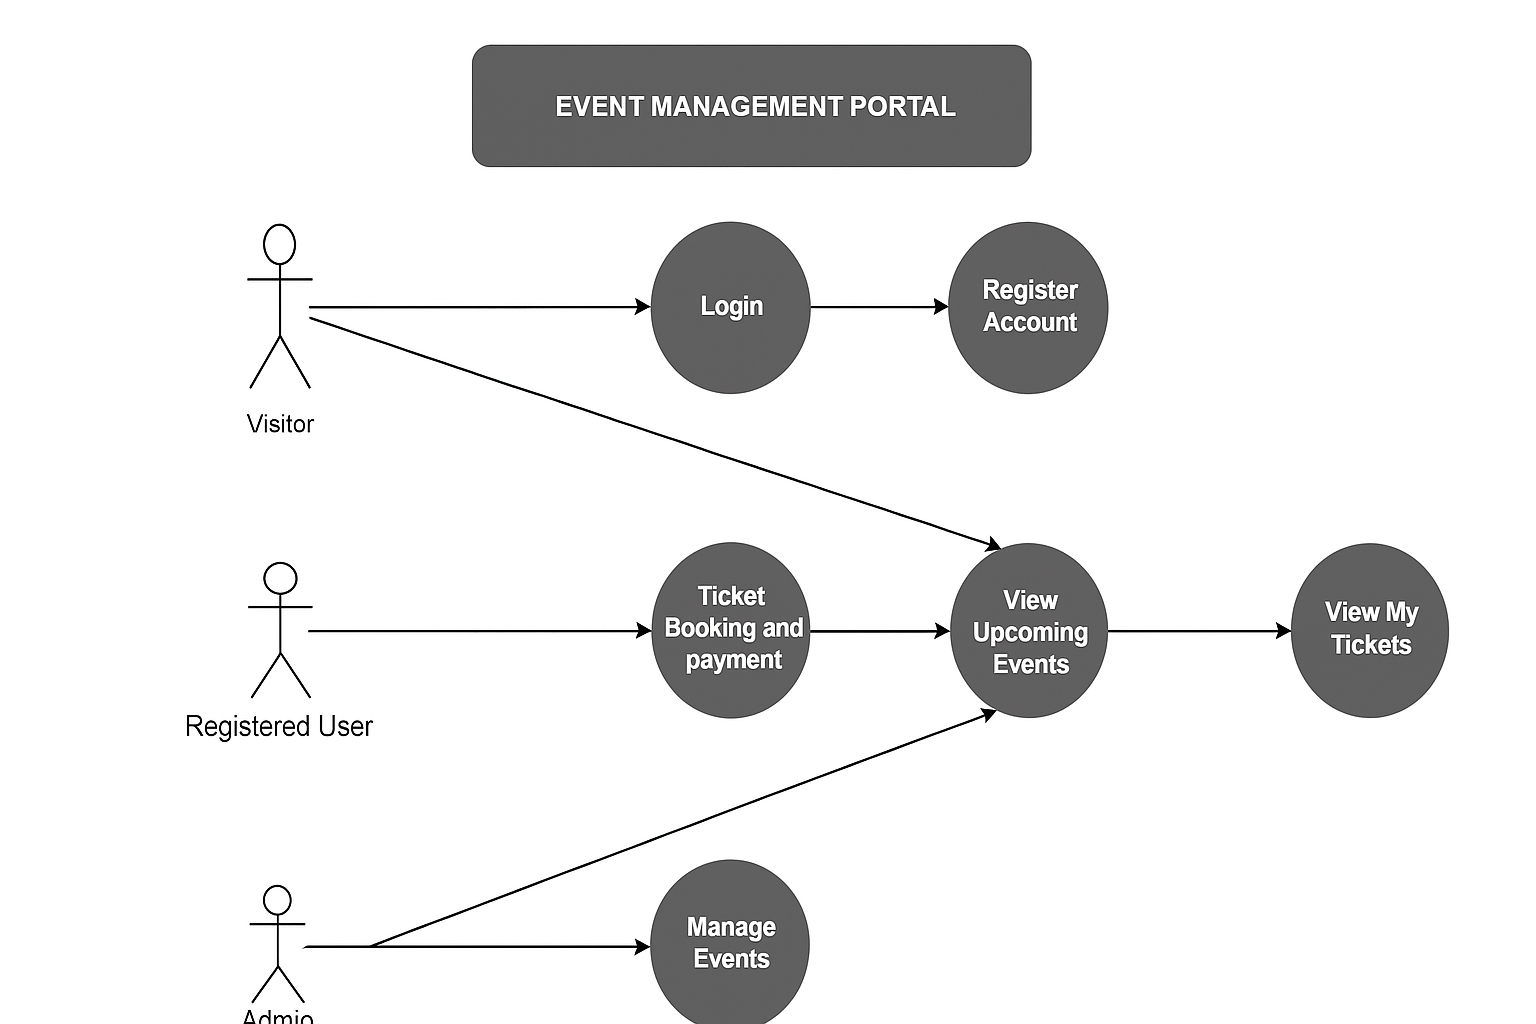 EVENT MANAGEMENT PORTAL
Login
Register
Account
Visitor
Ticket
Booking and
payment
View
Upcoming
Events
View My
Tickets
Registered User
Manage
Events
Admio